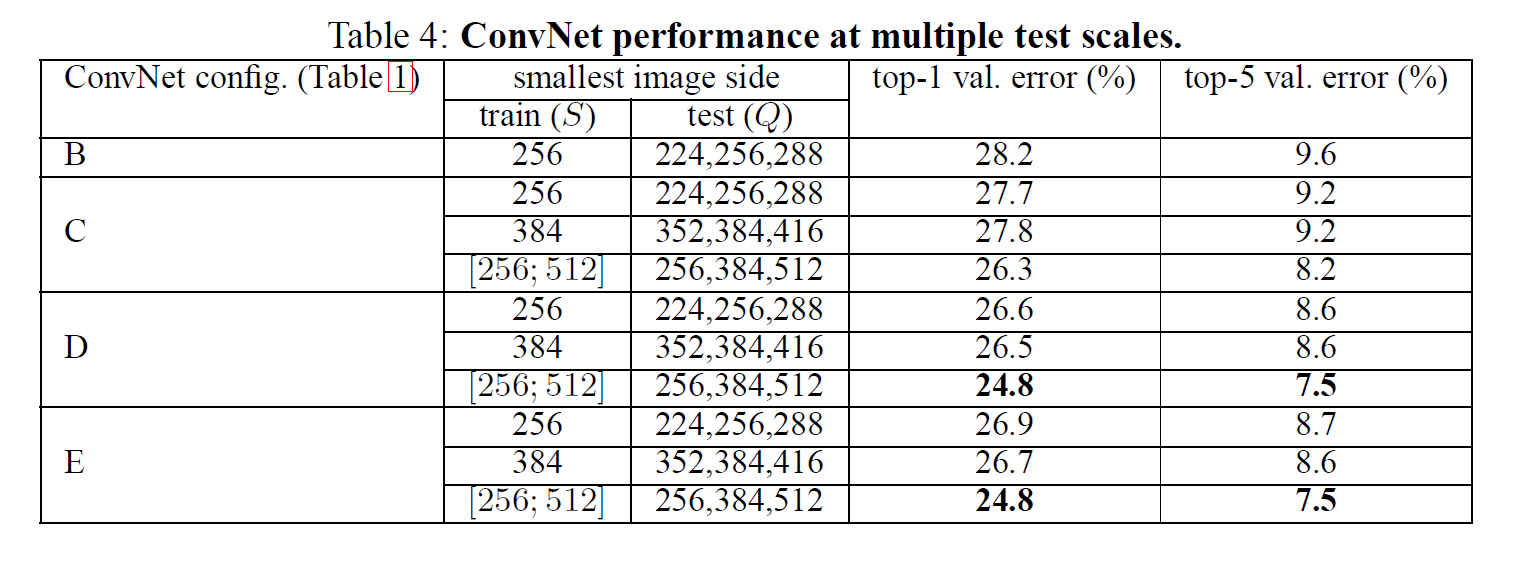 Table 4: ConvNet performance at multiple test scales.
ConvNet config. (Table 1) smallest image side top-1 val. error (%) top-5 val. error (%)
train (S) test (Q)
B 256 224,256,288 28.2 9.6
256 224,256,288 27.7 9.2
C 384 352,384,416 27.8 9.2
[256; 512] 256,384,512 26.3 8.2
256 224,256,288 26.6 8.6
D 384 352,384,416 26.5 8.6
[256; 512] 256,384,512 24.8 7.5
256 224,256,288 26.9 8.7
E 384 352,384,416 26.7 8.6
[256; 512] 256,384,512 24.8 7.5